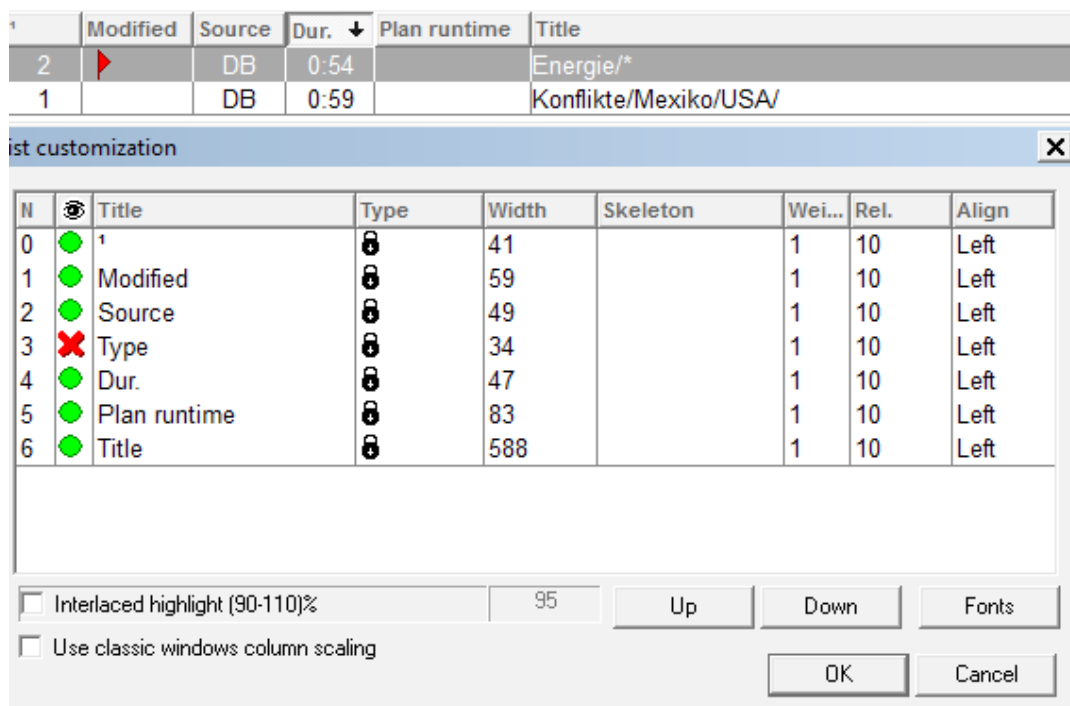 ¹ Modified Source Dur. Plan runtime Title
2 DB 0:54 Energie/*
1 DB 0:59 Konflikte/Mexiko/USA/
ist customization
N Title Type Width Skeleton Wei... Rel. Align
0 ¹ 41 1 10 Left
1 Modified 59 1 10 Left
2 Source 49 1 10 Left
3 Type 34 1 10 Left
4 Dur. 47 1 10 Left
5 Plan runtime 83 1 10 Left
6 Title 588 1 10 Left
Interlaced highlight (90-110)% 95 Up Down Fonts
Use classic windows column scaling
OK Cancel